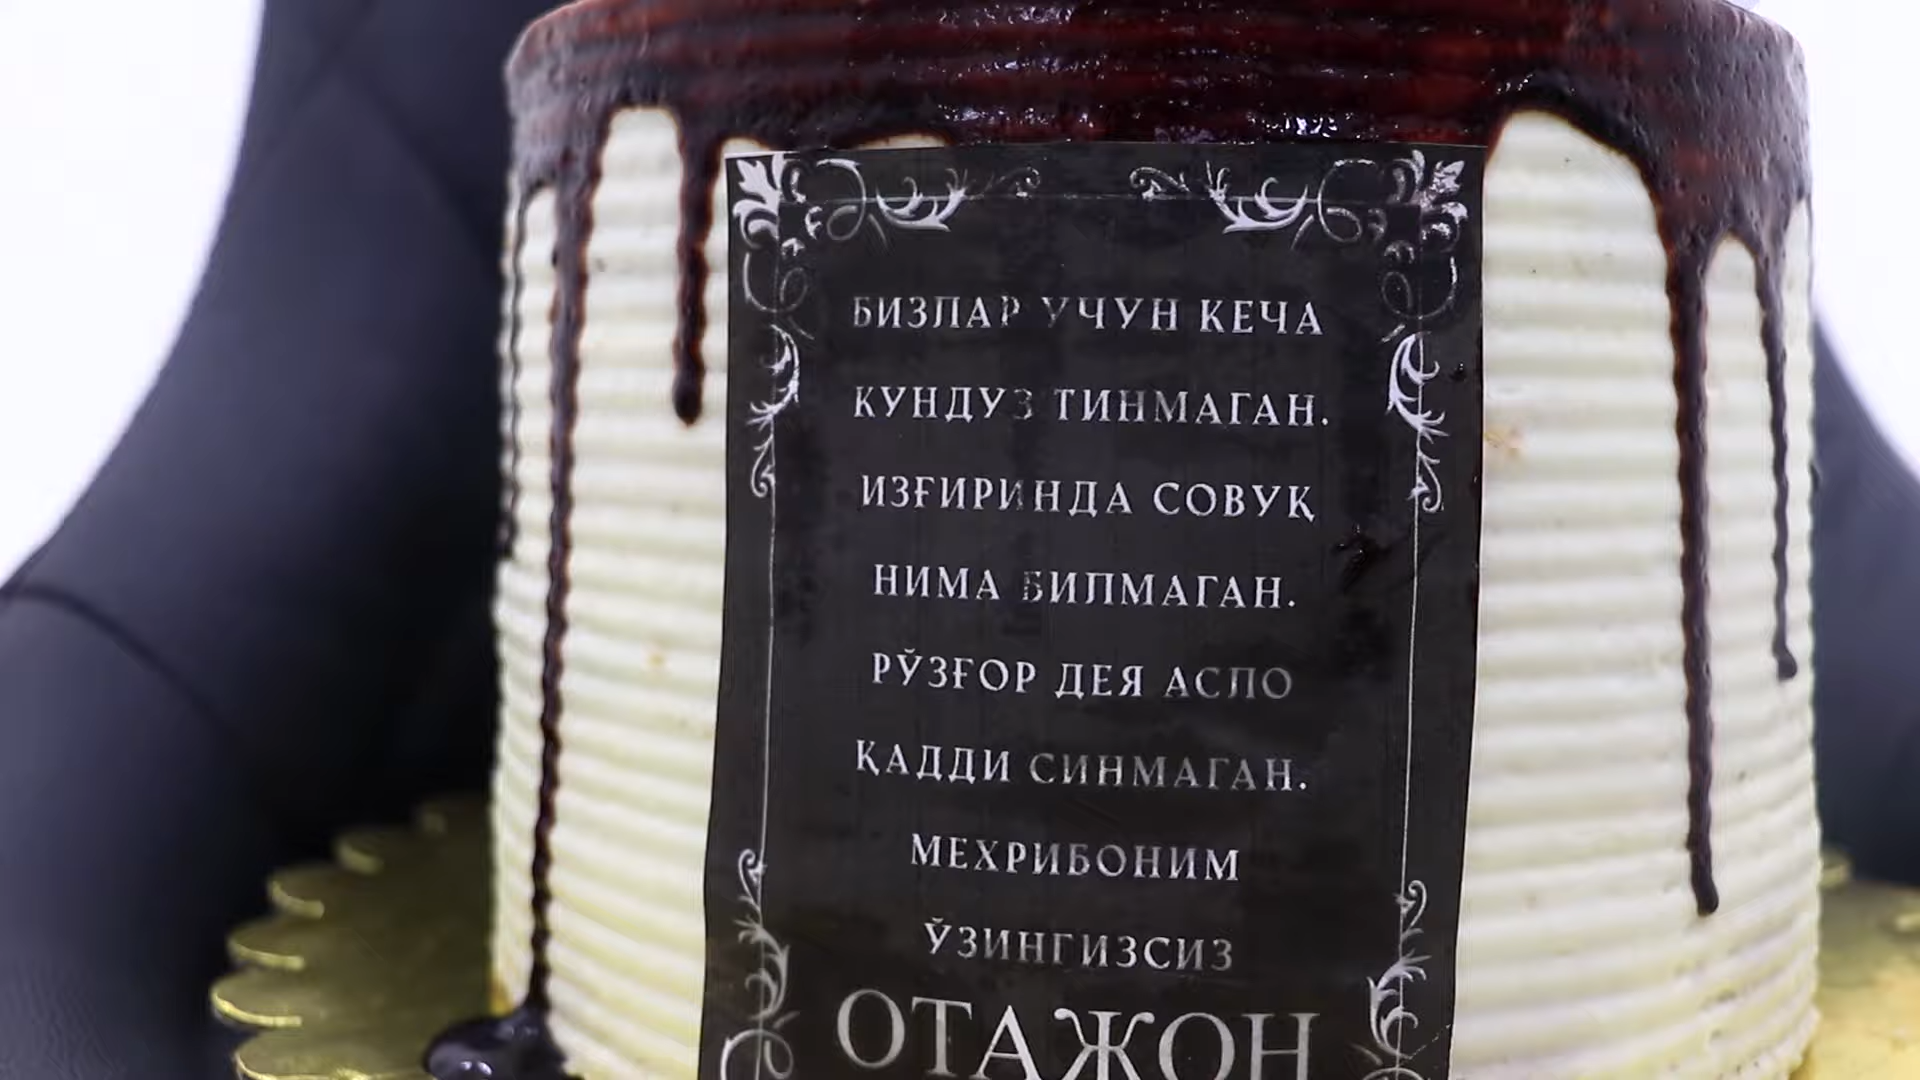 БИЗЛАР УЧУН КЕЧА
КУНДУЗ ТИНМАГАН.
ИЗҒИРИНДА СОВУҚ
НИМА БИЛМАГАН.
РЎЗҒОР ДЕЯ АСЛО
ҚАДДИ СИНМАГАН.
МЕХРИБОНИМ
ЎЗИНГИЗСИЗ
ОТАЖОН